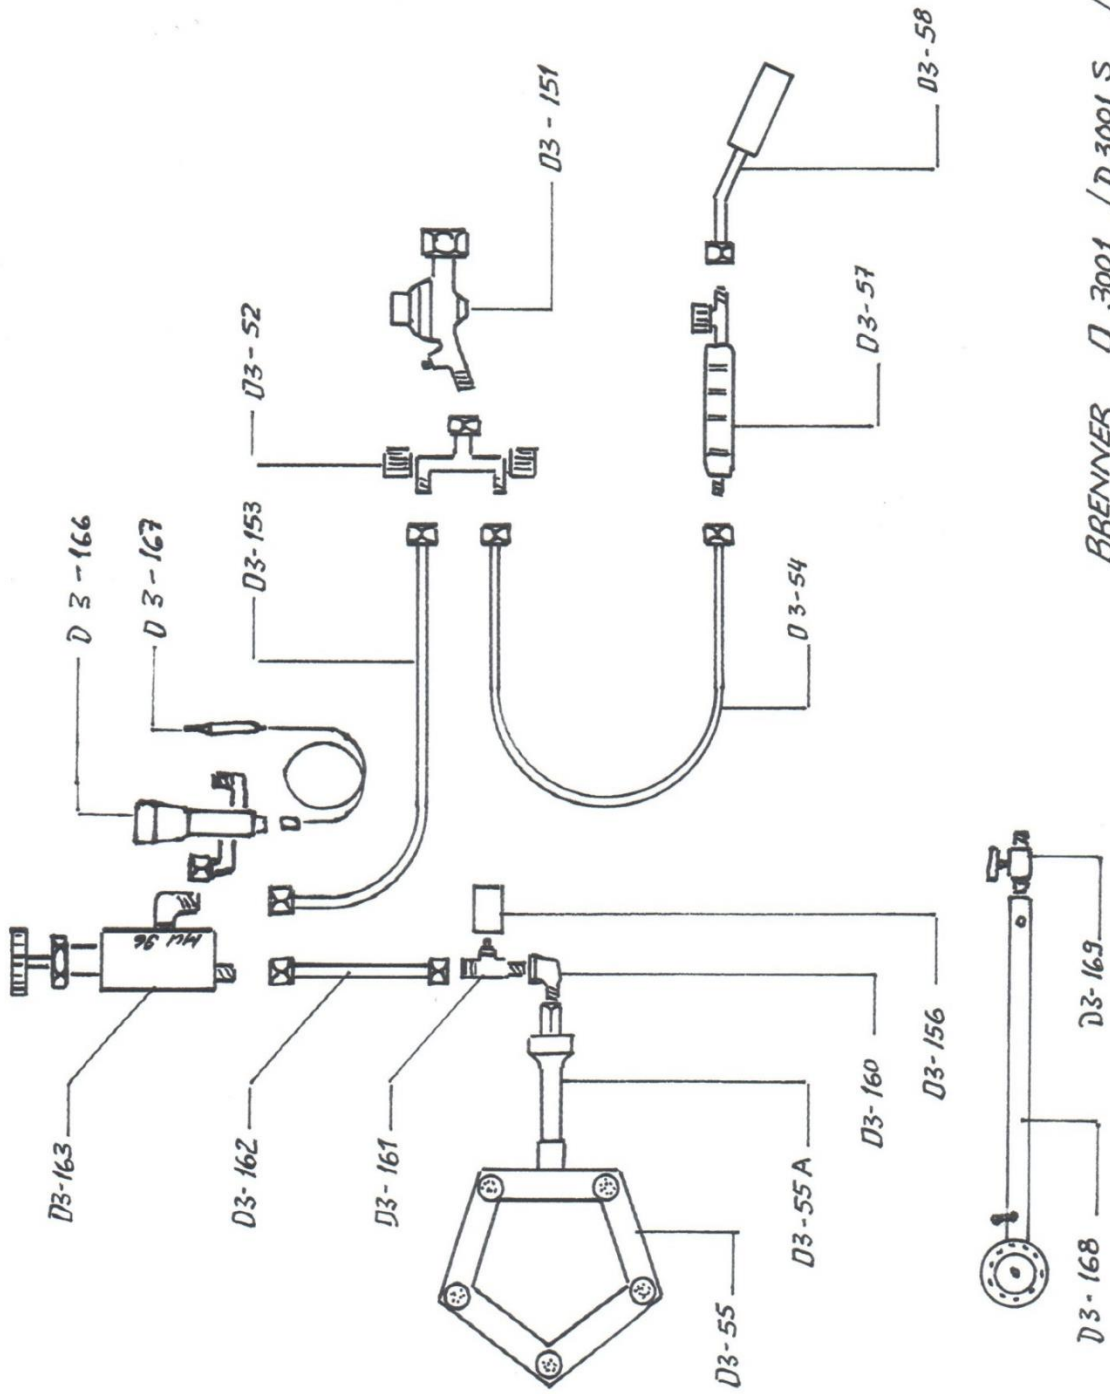 D3-163
D3-162
D3-161
D3-55
D3-55 A
D3-160
D3-156
D3-168
D3-169
D 3 -166
D 3 -167
D3-153
D3-52
D3 - 151
D 3-54
D3-57
D3-58
MU 96
BRENNER D 3001 / D 3001 S /